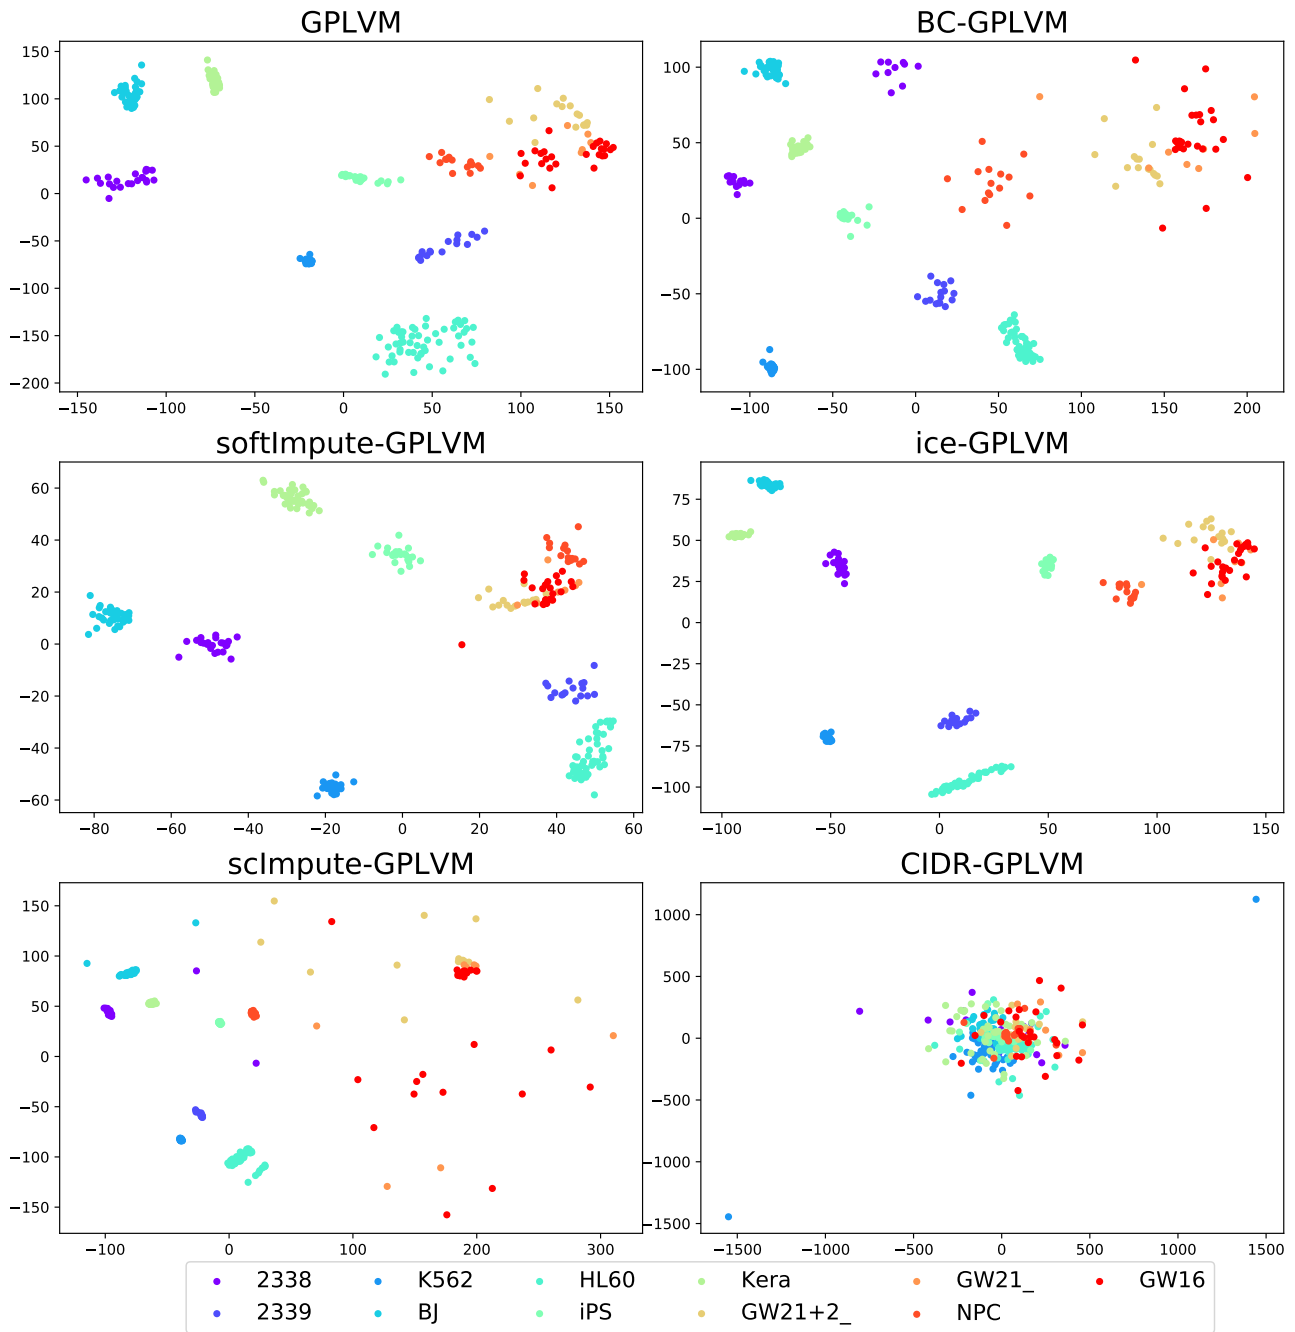 GPLVM
BC-GPLVM
150
100
50
0
−50
−100
−150
−200
−150 −100 −50 0 50 100 150
100
50
0
−50
−100
−100 −50 0 50 100 150 200
softImpute-GPLVM
ice-GPLVM
60
40
20
0
−20
−40
−60
−80 −60 −40 −20 0 20 40 60
75
50
25
0
−25
−50
−75
−100
−100 −50 0 50 100 150
scImpute-GPLVM
CIDR-GPLVM
150
100
50
0
−50
−100
−150
−100 0 100 200 300
1000
500
0
−500
−1000
−1500
−1500 −1000 −500 0 500 1000 1500
2338 K562 HL60 Kera GW21_ GW16
2339 BJ iPS GW21+2_ NPC